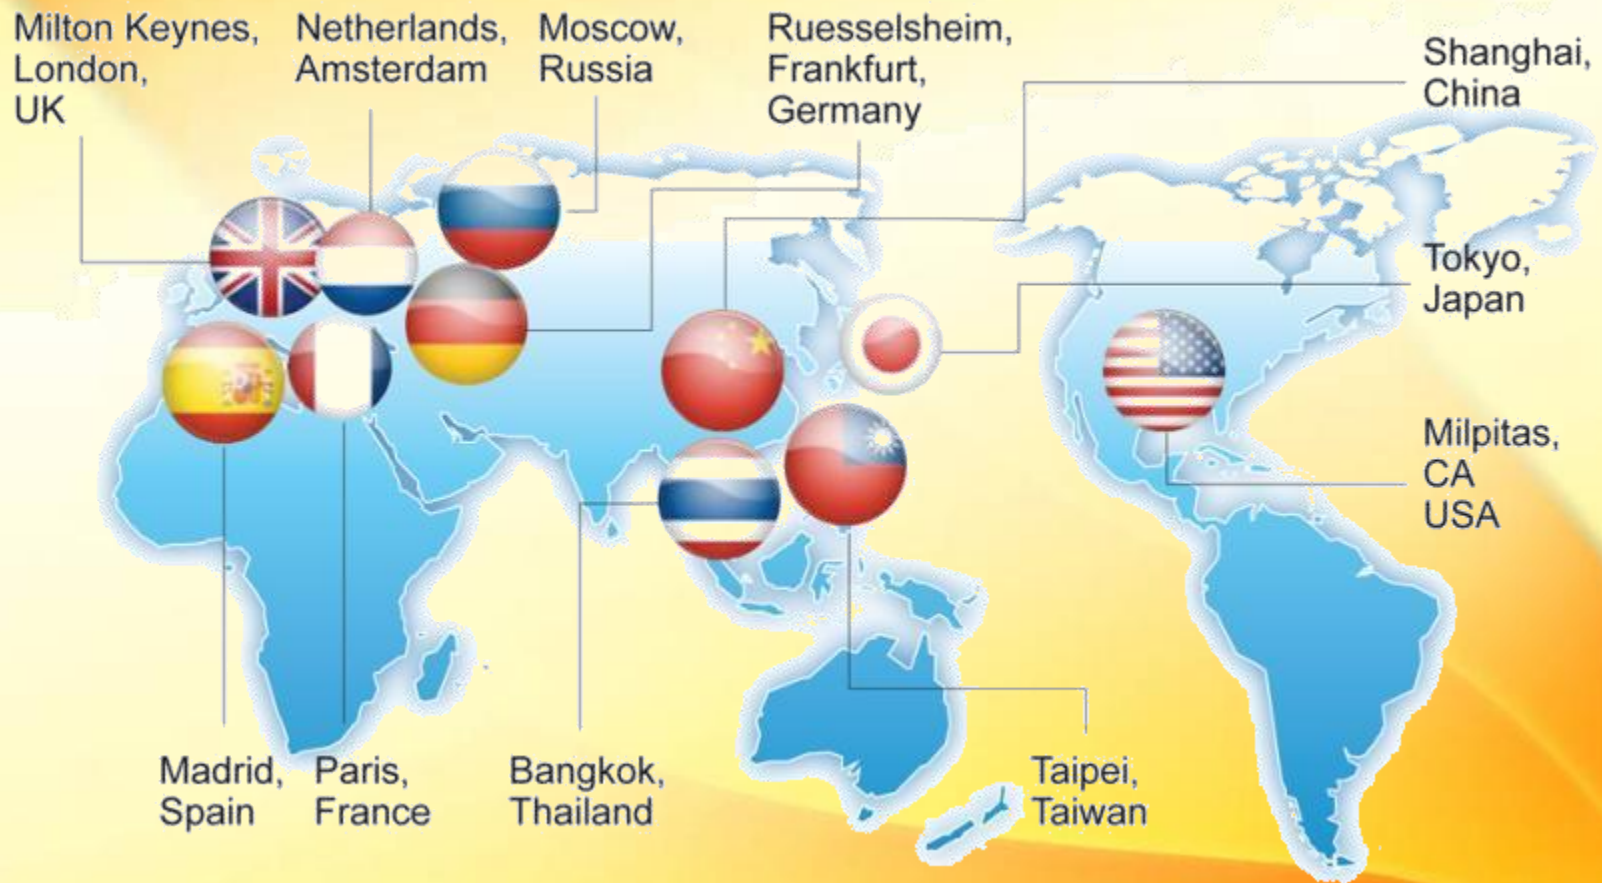 Milton Keynes,
London,
UK
Netherlands,
Amsterdam
Moscow,
Russia
Ruesselsheim,
Frankfurt,
Germany
Shanghai,
China
Tokyo,
Japan
Milpitas,
CA
USA
Madrid,
Spain
Paris,
France
Bangkok,
Thailand
Taipei,
Taiwan